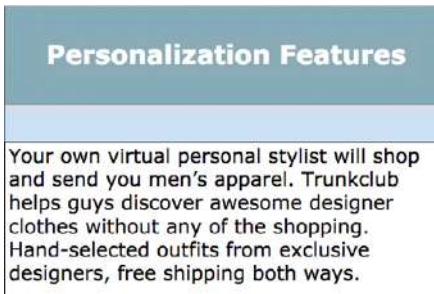 Personalization Features
Your own virtual personal stylist will shop
and send you men's apparel. Trunkclub
helps guys discover awesome designer
clothes without any of the shopping.
Hand-selected outfits from exclusive
designers, free shipping both ways.